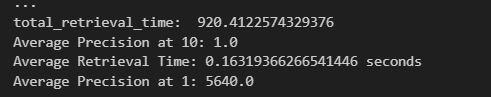 ...
total_retrieval_time:  920.4122574329376
Average Precision at 10: 1.0
Average Retrieval Time: 0.16319366266541446 seconds
Average Precision at 1: 5640.0